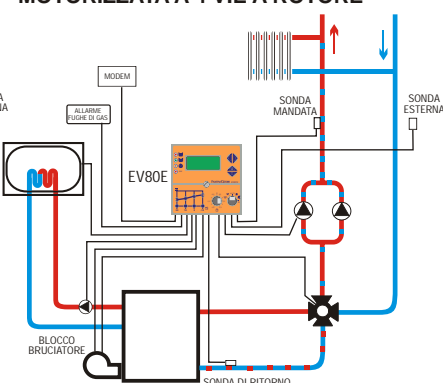 MOTORIZZATA A 4 VIE A ROTORE
MODEM
ALLARME
FUGHE DI GAS
SONDA
MANDATA
SONDA
ESTERNA
EV80E
BLOCCO
BRUCIATORE
SONDA DI RITORNO